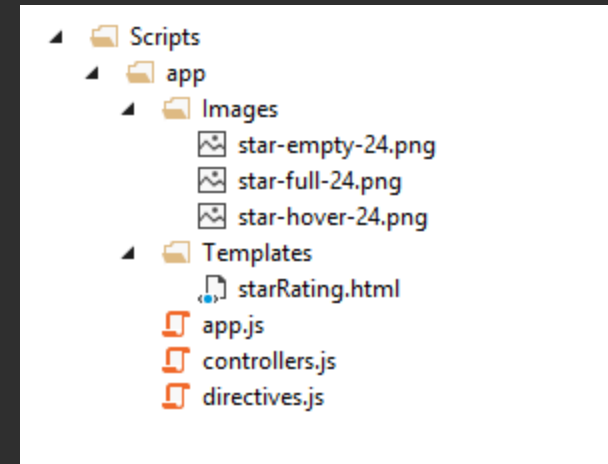 Scripts
app
Images
star-empty-24.png
star-full-24.png
star-hover-24.png
Templates
starRating.html
app.js
controllers.js
directives.js